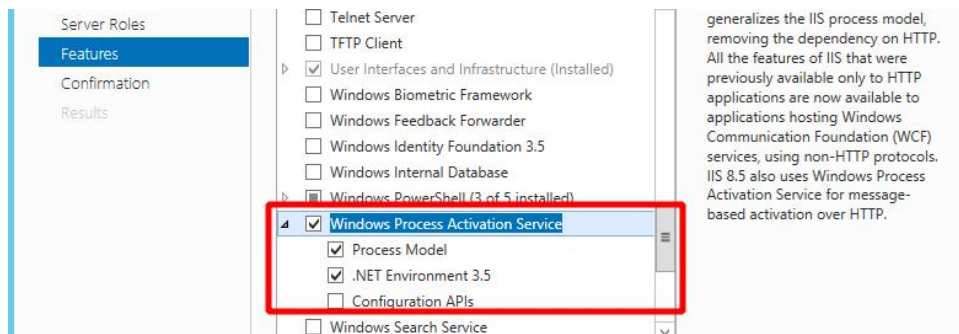 Server Roles
Features
Confirmation
Results
Telnet Server
TFTP Client
User Interfaces and Infrastructure (Installed)
Windows Biometric Framework
Windows Feedback Forwarder
Windows Identity Foundation 3.5
Windows Internal Database
Windows PowerShell (3 of 5 installed)
Windows Process Activation Service
Process Model
.NET Environment 3.5
Configuration APIs
Windows Search Service
generalizes the IIS process model,
removing the dependency on HTTP.
All the features of IIS that were
previously available only to HTTP
applications are now available to
applications hosting Windows
Communication Foundation (WCF)
services, using non-HTTP protocols.
IIS 8.5 also uses Windows Process
Activation Service for message-
based activation over HTTP.